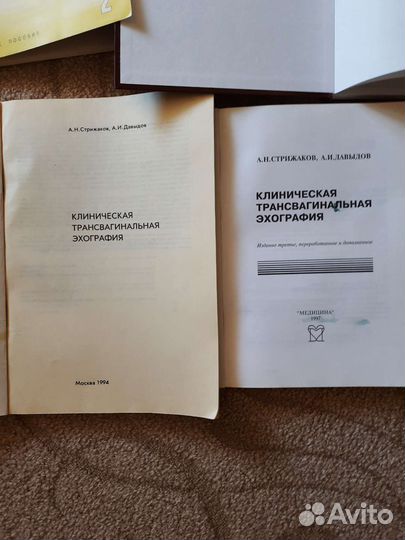 2
А.Н.Стрижаков, А.И.Давыдов
КЛИНИЧЕСКАЯ
ТРАНСВАГИНАЛЬНАЯ
ЭХОГРАФИЯ
Москва 1994
А.Н.СТРИЖАКОВ, А.И.ДАВЫДОВ
КЛИНИЧЕСКАЯ
ТРАНСВАГИНАЛЬНАЯ
ЭХОГРАФИЯ
Издание третье, переработанное и дополненное
"МЕДИЦИНА"
1997
Avito